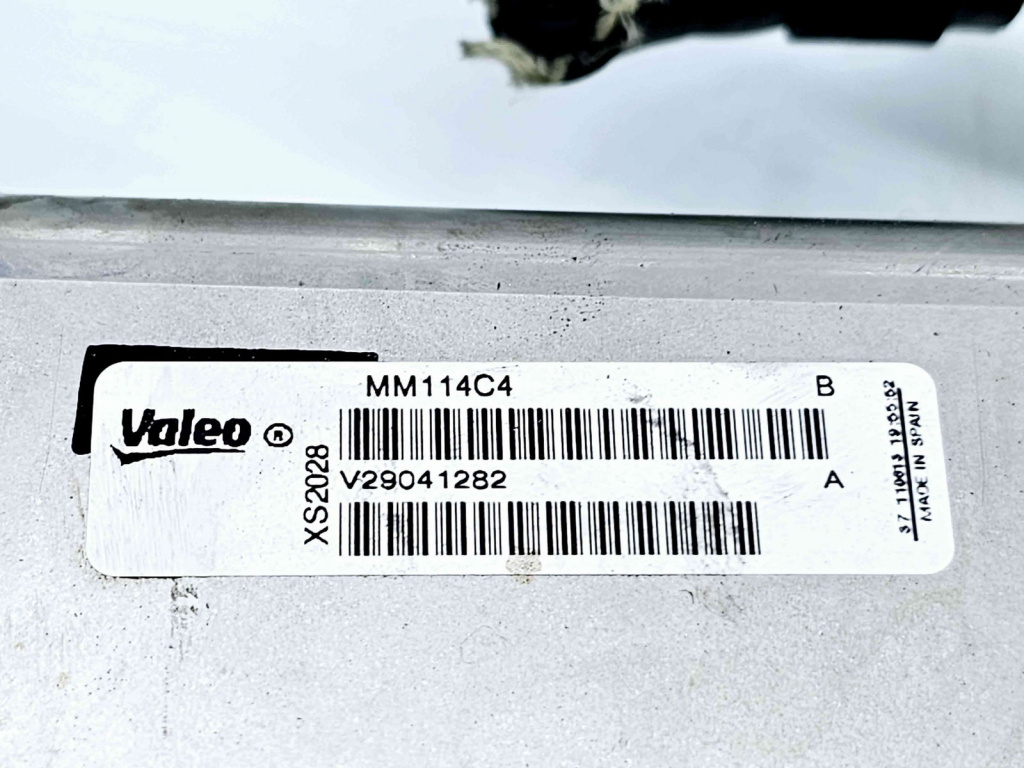 Valeo ®
MM114C4 B
XS2028
V29041282 A
MADE IN SPAIN